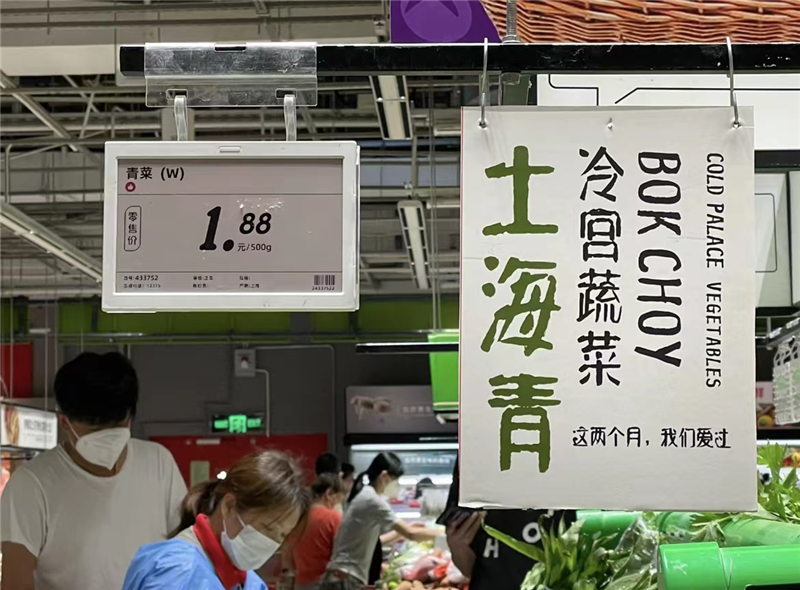 青菜 (W)
零售价
1.88
元/500g
433752
土海青
冷宫蔬菜
BOK CHOY
COLD PALACE VEGETABLES
这两个月，我们爱过